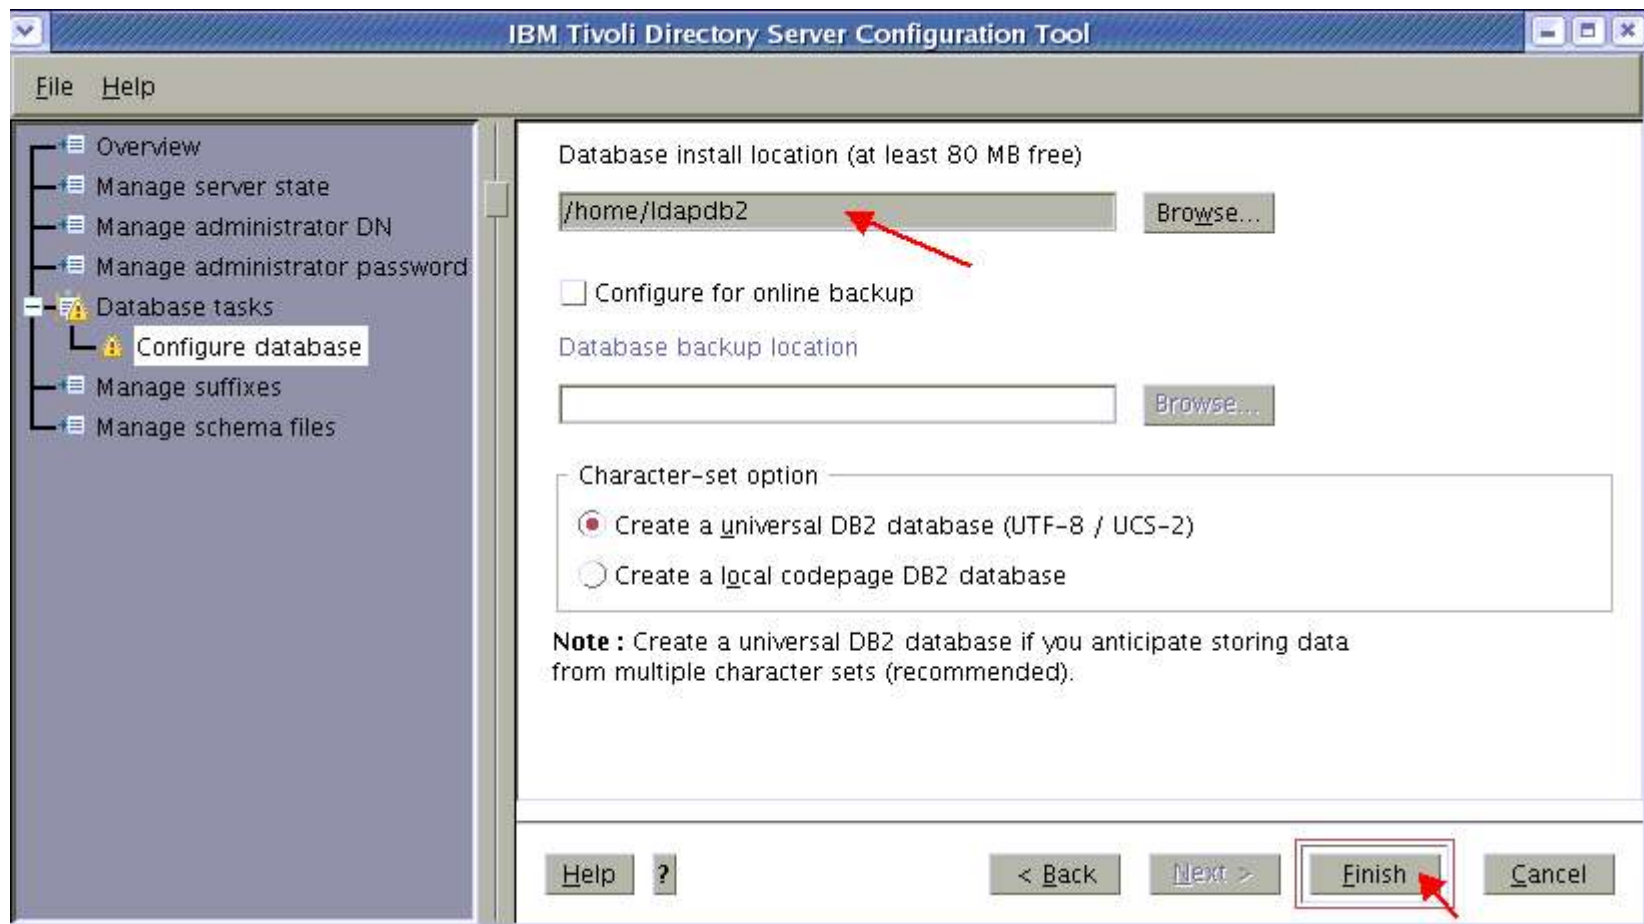 IBM Tivoli Directory Server Configuration Tool
File Help
Overview
Manage server state
Manage administrator DN
Manage administrator password
Database tasks
Configure database
Manage suffixes
Manage schema files
Database install location (at least 80 MB free)
/home/ldapdb2 Browse...
Configure for online backup
Database backup location
Browse...
Character-set option
Create a universal DB2 database (UTF-8 / UCS-2)
Create a local codepage DB2 database
Note : Create a universal DB2 database if you anticipate storing data
from multiple character sets (recommended).
Help ? < Back Next > Finish Cancel